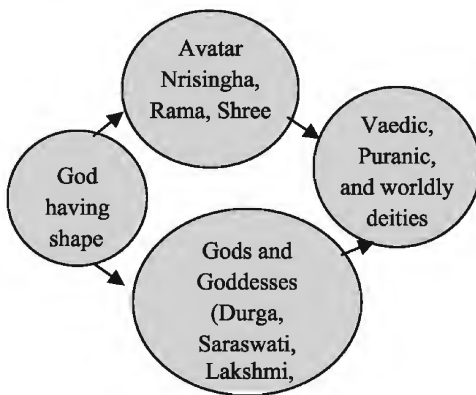 Avatar
Nrisingha,
Rama, Shree
Vaedic,
Puranic,
and worldly
deities
God
having
shape
Gods and
Goddesses
(Durga,
Saraswati,
Lakshmi,